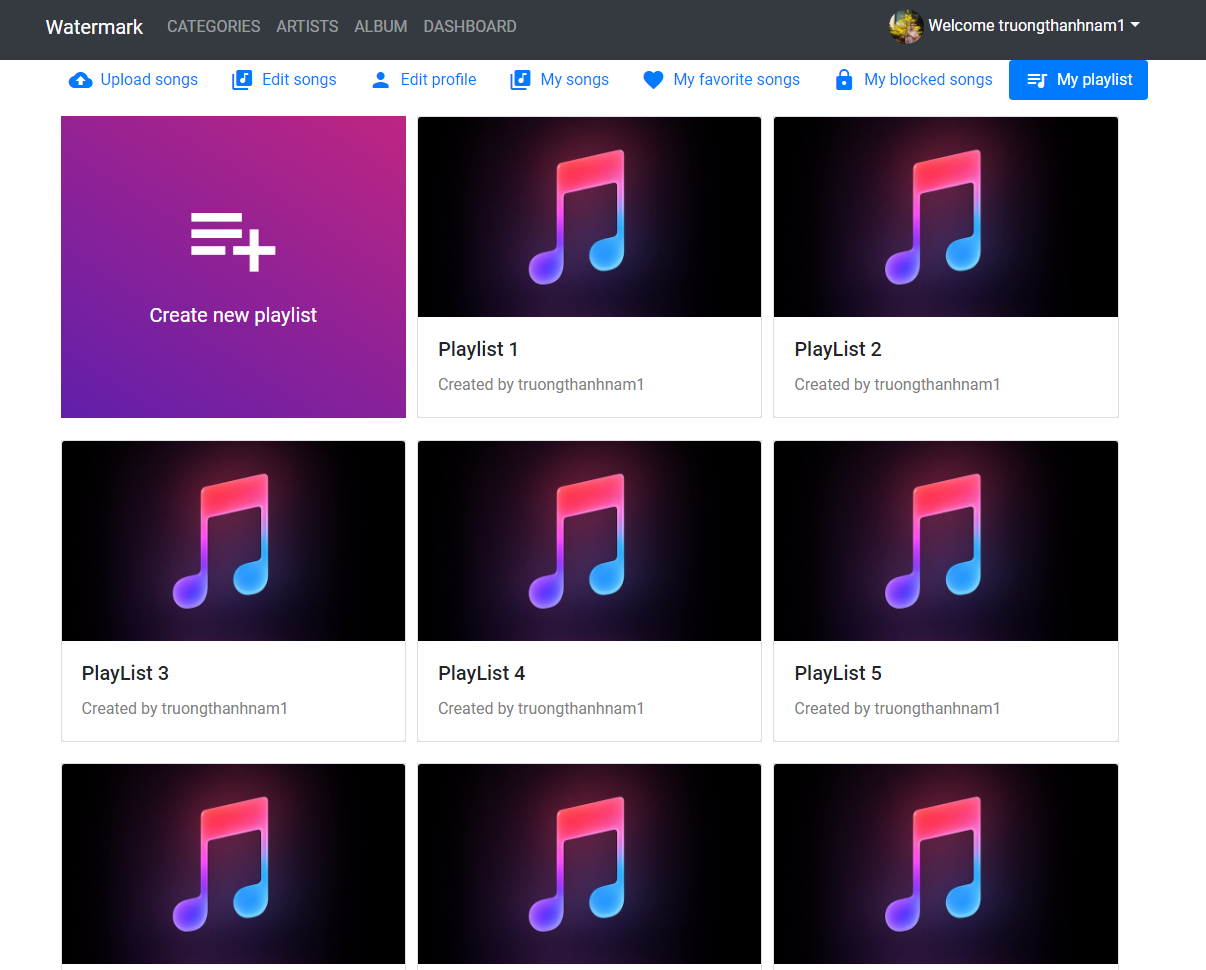 Watermark CATEGORIES ARTISTS ALBUM DASHBOARD Welcome truongthanhnam1
Upload songs Edit songs Edit profile My songs My favorite songs My blocked songs My playlist
Create new playlist
Playlist 1
Created by truongthanhnam1
PlayList 2
Created by truongthanhnam1
PlayList 3
Created by truongthanhnam1
PlayList 4
Created by truongthanhnam1
PlayList 5
Created by truongthanhnam1